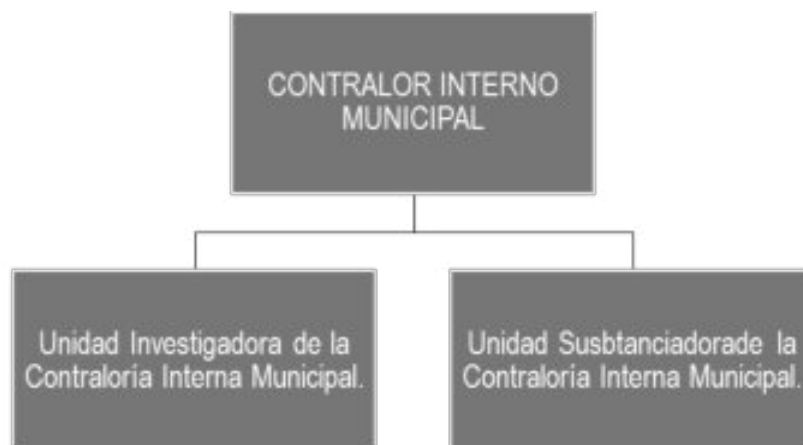 CONTRALOR INTERNO
MUNICIPAL
Unidad Investigadora de la
Contraloría Interna Municipal.
Unidad Susbtanciadorade la
Contraloría Interna Municipal.